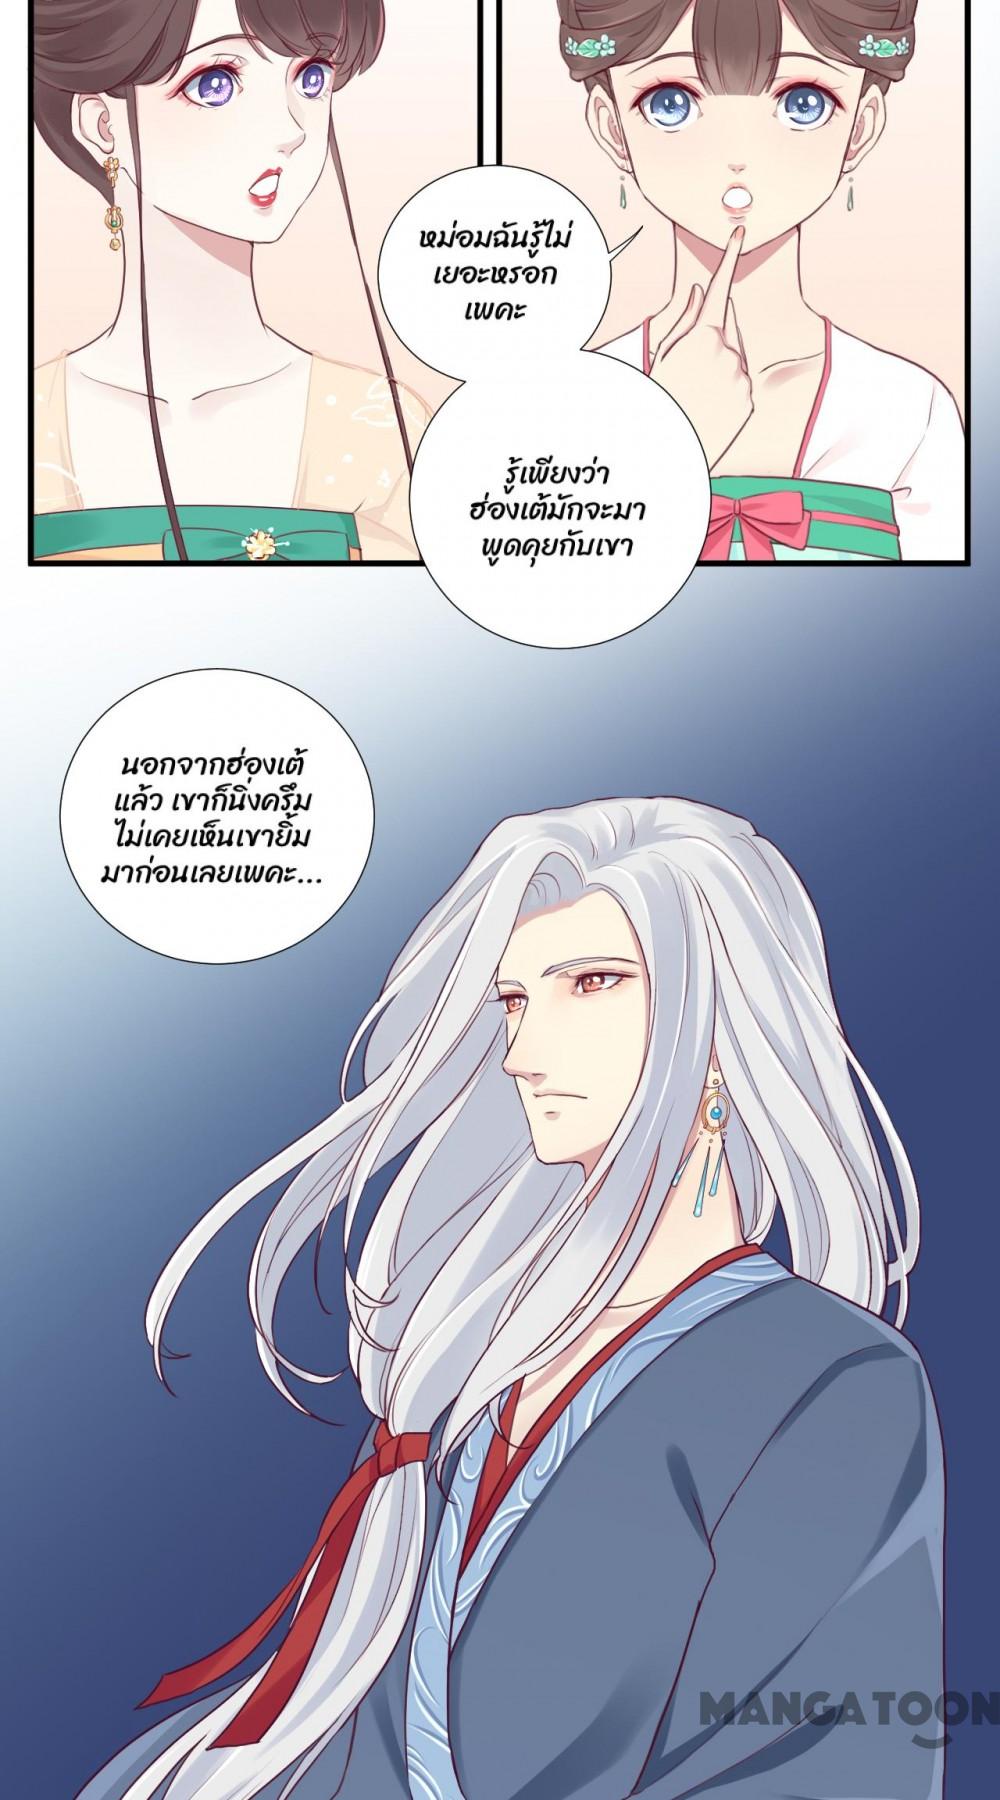 หม่อมฉันรู้ไม่
เยอะหรอก
เพคะ
รู้เพียงว่า
ฮ่องเต้มักจะมา
พูดคุยกับเขา
นอกจากฮ่องเต้
แล้ว เขาก็นิ่งครึม
ไม่เคยเห็นเขายิ้ม
มาก่อนเลยเพคะ...
MANGATOON